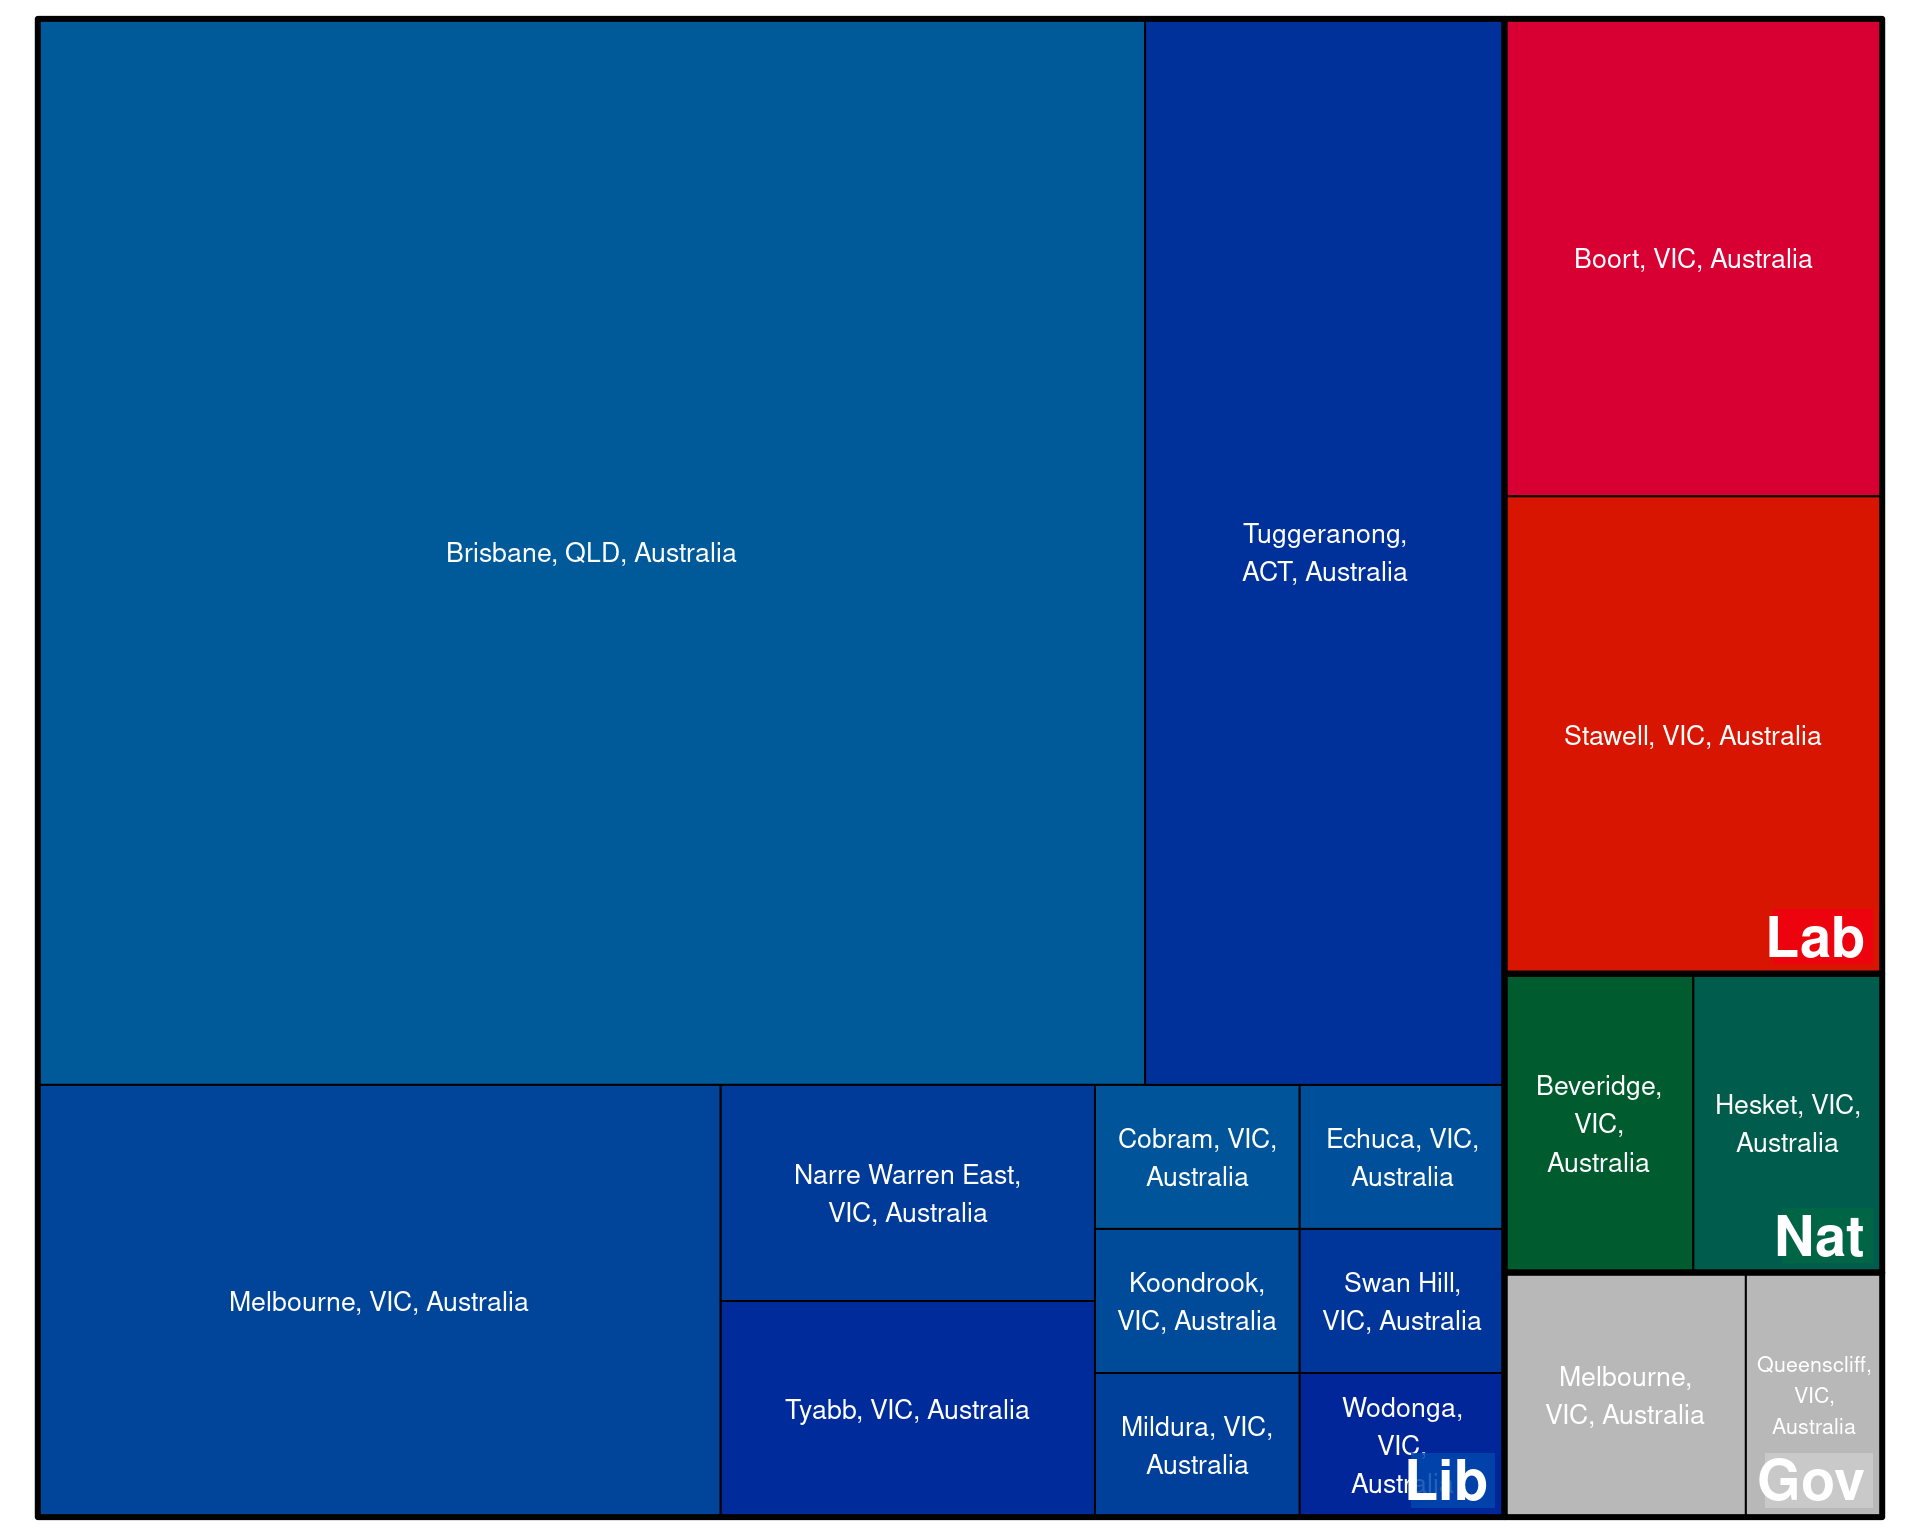 Brisbane, QLD, Australia
Tuggeranong,
ACT, Australia
Boort, VIC, Australia
Stawell, VIC, Australia
Lab
Melbourne, VIC, Australia
Narre Warren East,
VIC, Australia
Tyabb, VIC, Australia
Cobram, VIC,
Australia
Echuca, VIC,
Australia
Koondrook,
VIC, Australia
Swan Hill,
VIC, Australia
Mildura, VIC,
Australia
Wodonga,
VIC,
Australia
Lib
Beveridge,
VIC,
Australia
Hesket, VIC,
Australia
Nat
Melbourne,
VIC, Australia
Queenscliff,
VIC,
Australia
Gov